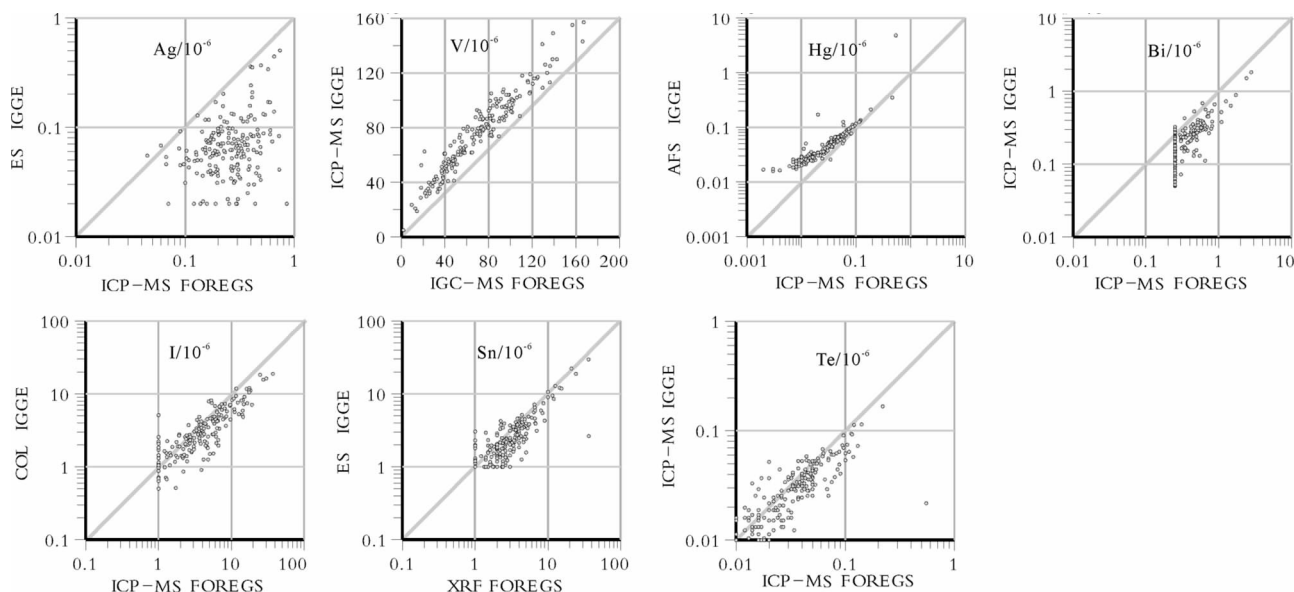 Ag/10⁻⁶
1
0.1
0.01
ES IGGE
0.01 0.1 1
ICP-MS FOREGS
V/10⁻⁶
160
120
80
40
0
ICP-MS IGGE
0 40 80 120 160 200
IGC-MS FOREGS
Hg/10⁻⁶
10
1
0.1
0.01
0.001
AFS IGGE
0.001 0.1 10
ICP-MS FOREGS
Bi/10⁻⁶
10
1
0.1
0.01
ICP-MS IGGE
0.01 0.1 1 10
ICP-MS FOREGS
I/10⁻⁶
100
10
1
0.1
COL IGGE
0.1 1 10 100
ICP-MS FOREGS
Sn/10⁻⁶
100
10
1
0.1
ES IGGE
0.1 1 10 100
XRF FOREGS
Te/10⁻⁶
1
0.1
0.01
ICP-MS IGGE
0.01 0.1 1
ICP-MS FOREGS